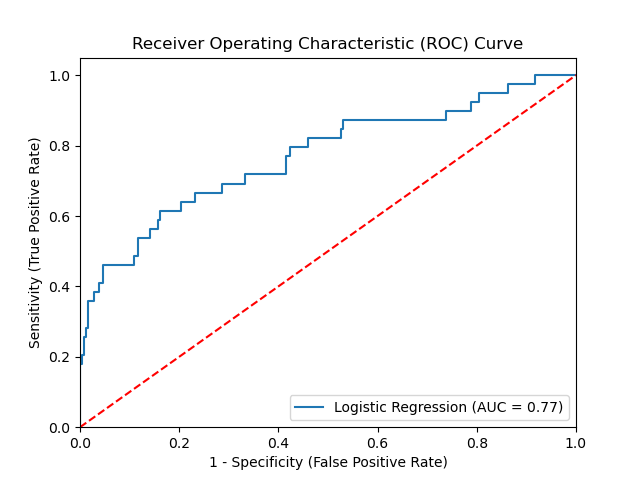 Receiver Operating Characteristic (ROC) Curve
1.0
0.8
0.6
0.4
0.2
0.0
Sensitivity (True Positive Rate)
Logistic Regression (AUC = 0.77)
0.0 0.2 0.4 0.6 0.8 1.0
1 - Specificity (False Positive Rate)